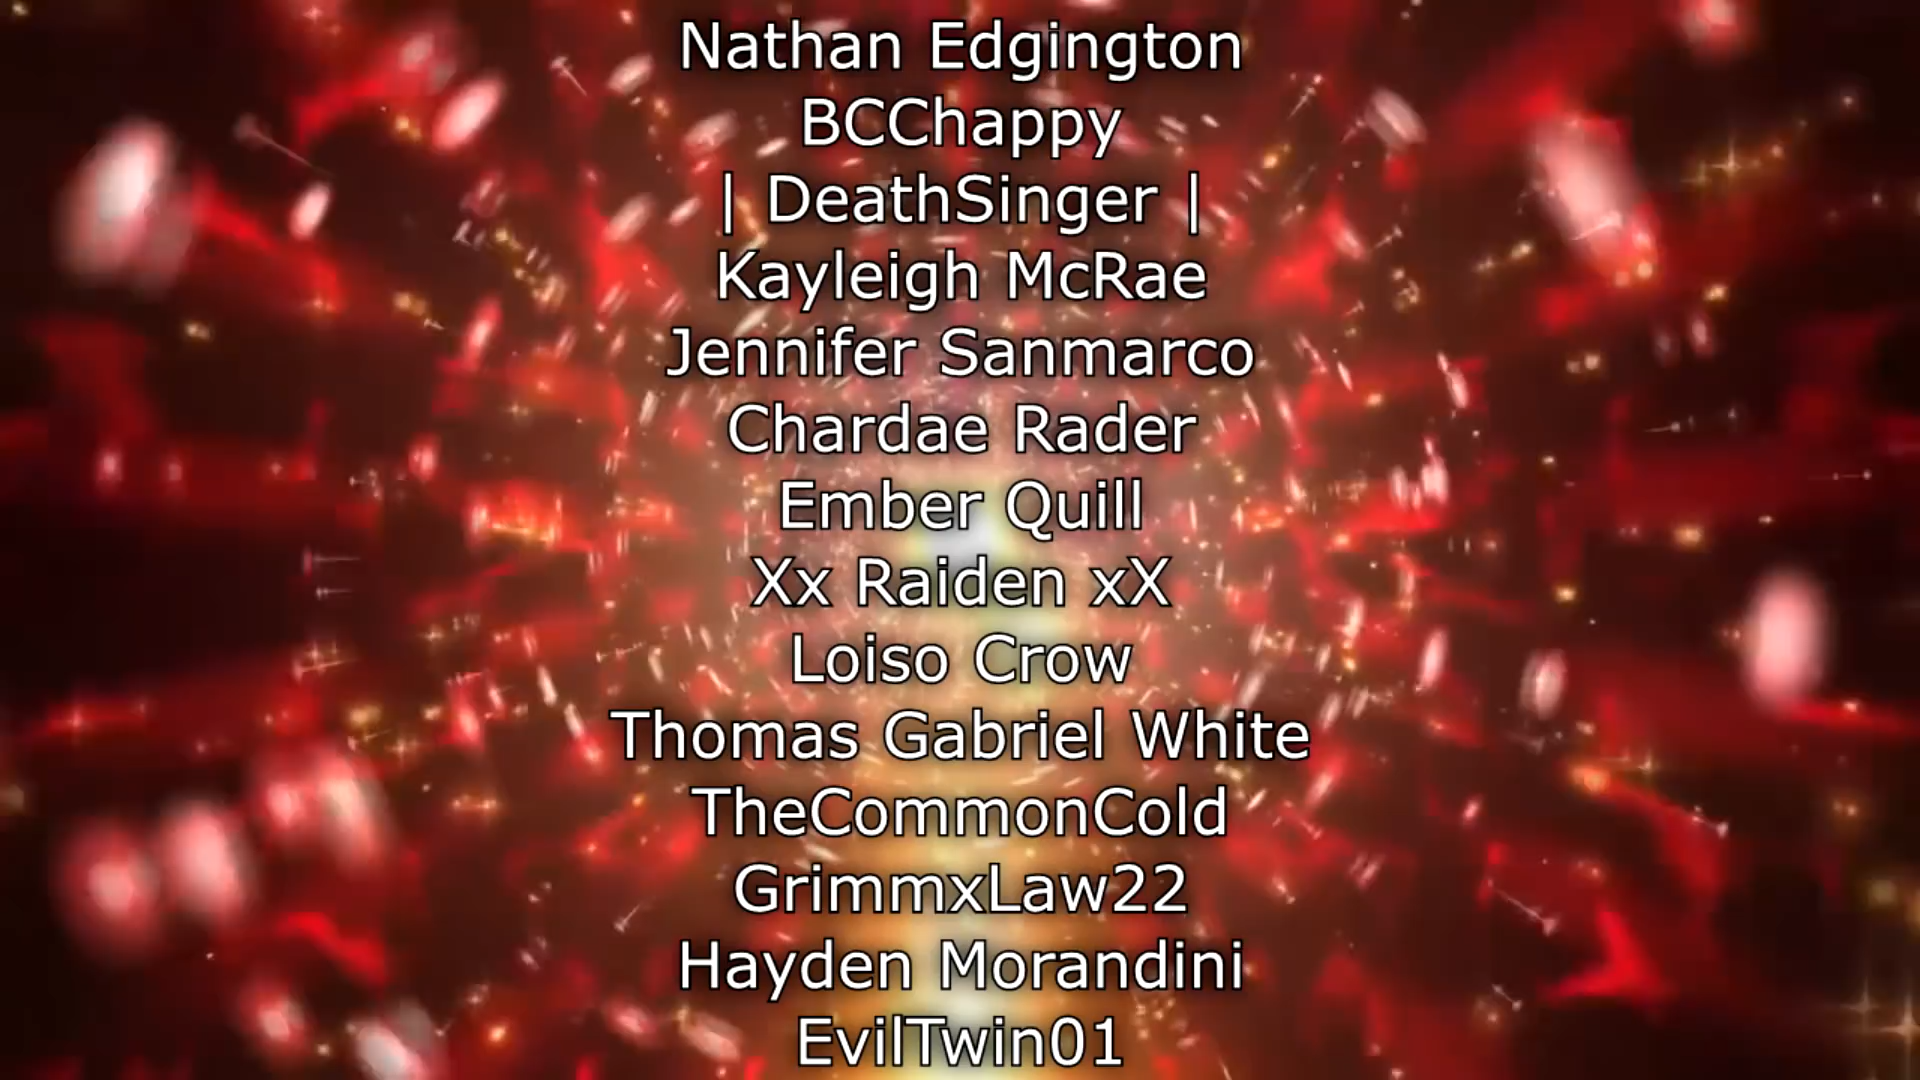 Nathan Edgington
BCChappy
| DeathSinger |
Kayleigh McRae
Jennifer Sanmarco
Chardae Rader
Ember Quill
Xx Raiden xX
Loiso Crow
Thomas Gabriel White
TheCommonCold
GrimmxLaw22
Hayden Morandini
EvilTwin01